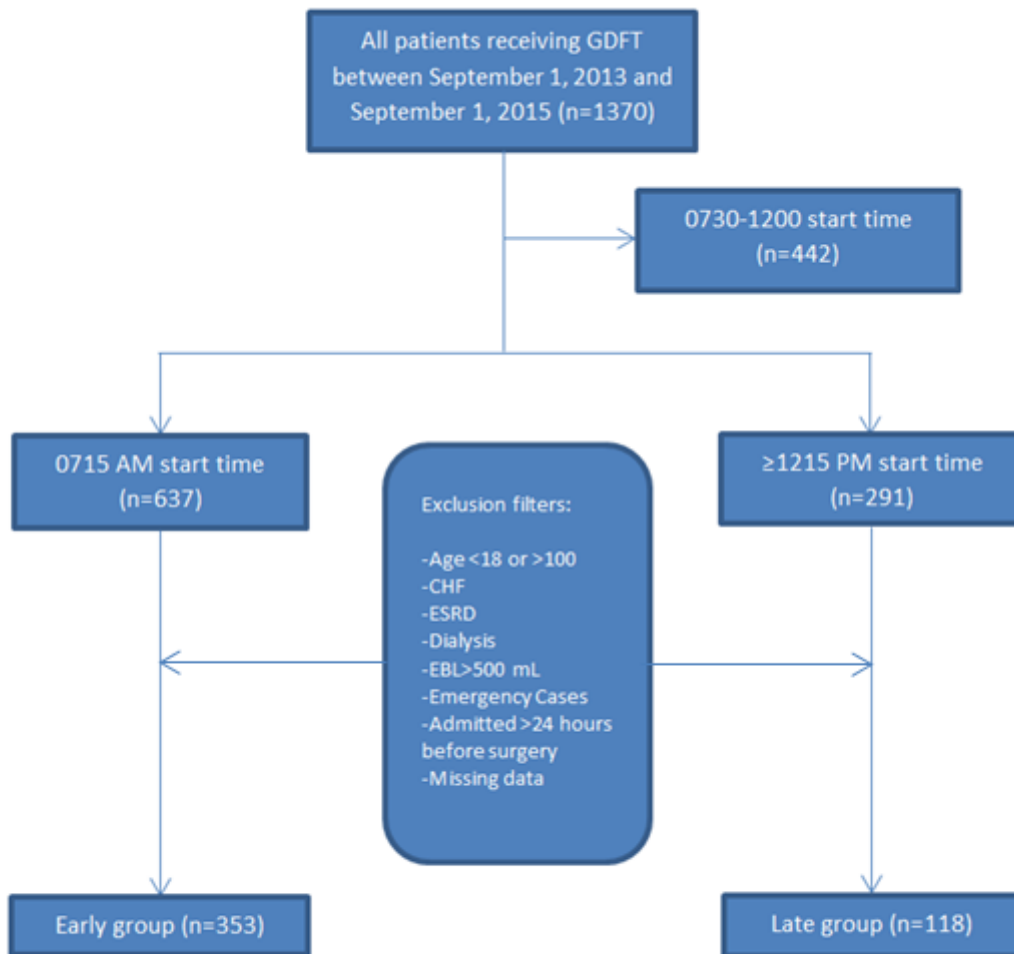 All patients receiving GDFT
between September 1, 2013 and
September 1, 2015 (n=1370)
0730-1200 start time
(n=442)
0715 AM start time
(n=637)
≥1215 PM start time
(n=291)
Exclusion filters:
-Age <18 or >100
-CHF
-ESRD
-Dialysis
-EBL>500 mL
-Emergency Cases
-Admitted >24 hours
before surgery
-Missing data
Early group (n=353)
Late group (n=118)